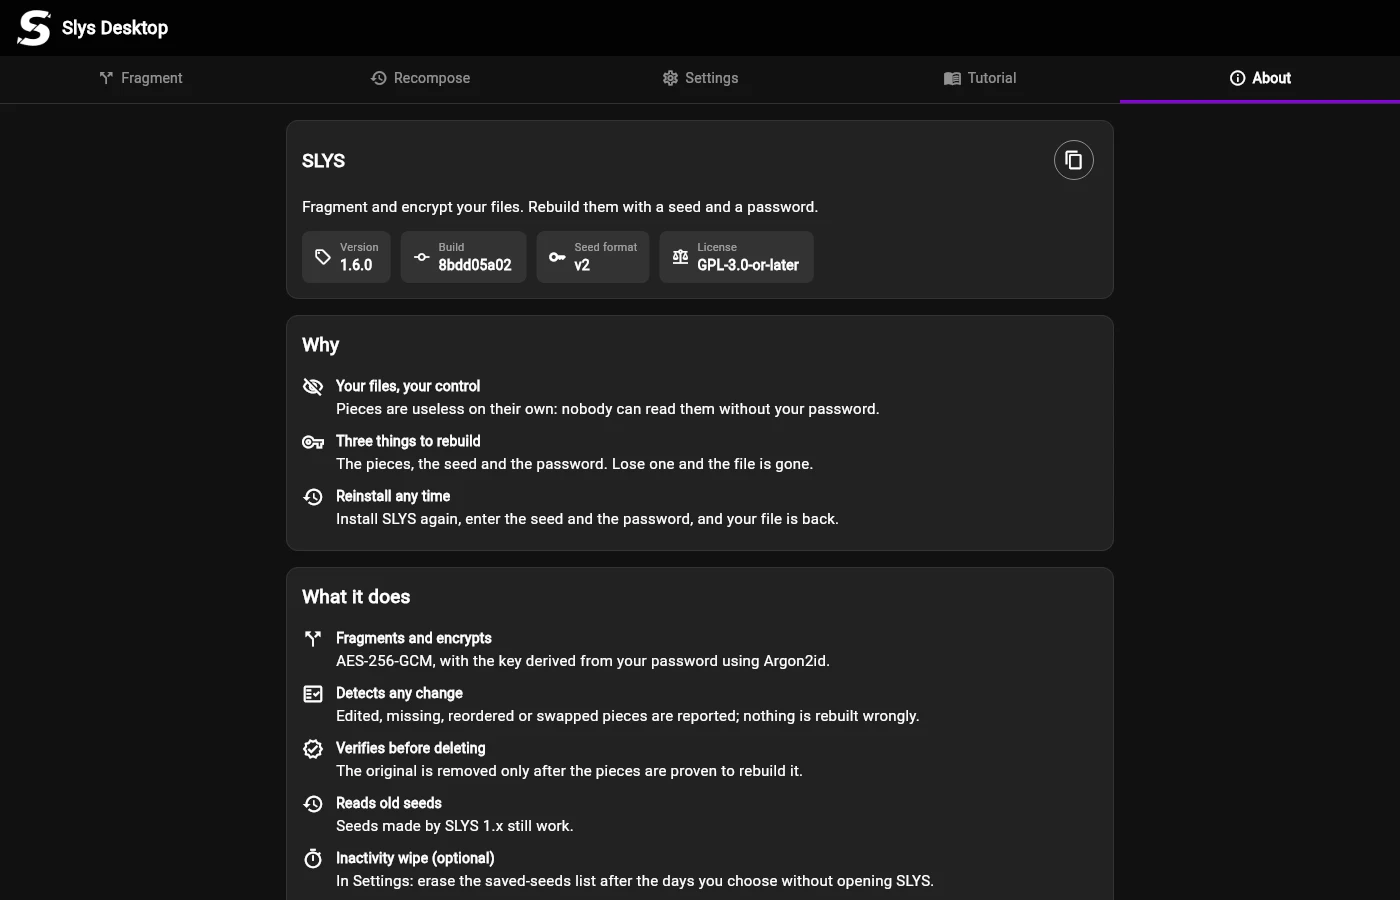 Slys Desktop
Fragment
Recompose
Settings
Tutorial
About
SLYS
Fragment and encrypt your files. Rebuild them with a seed and a password.
Version
1.6.0
Build
8bdd05a02
Seed format
v2
License
GPL-3.0-or-later
Why
Your files, your control
Pieces are useless on their own: nobody can read them without your password.
Three things to rebuild
The pieces, the seed and the password. Lose one and the file is gone.
Reinstall any time
Install SLYS again, enter the seed and the password, and your file is back.
What it does
Fragments and encrypts
AES-256-GCM, with the key derived from your password using Argon2id.
Detects any change
Edited, missing, reordered or swapped pieces are reported; nothing is rebuilt wrongly.
Verifies before deleting
The original is removed only after the pieces are proven to rebuild it.
Reads old seeds
Seeds made by SLYS 1.x still work.
Inactivity wipe (optional)
In Settings: erase the saved-seeds list after the days you choose without opening SLYS.